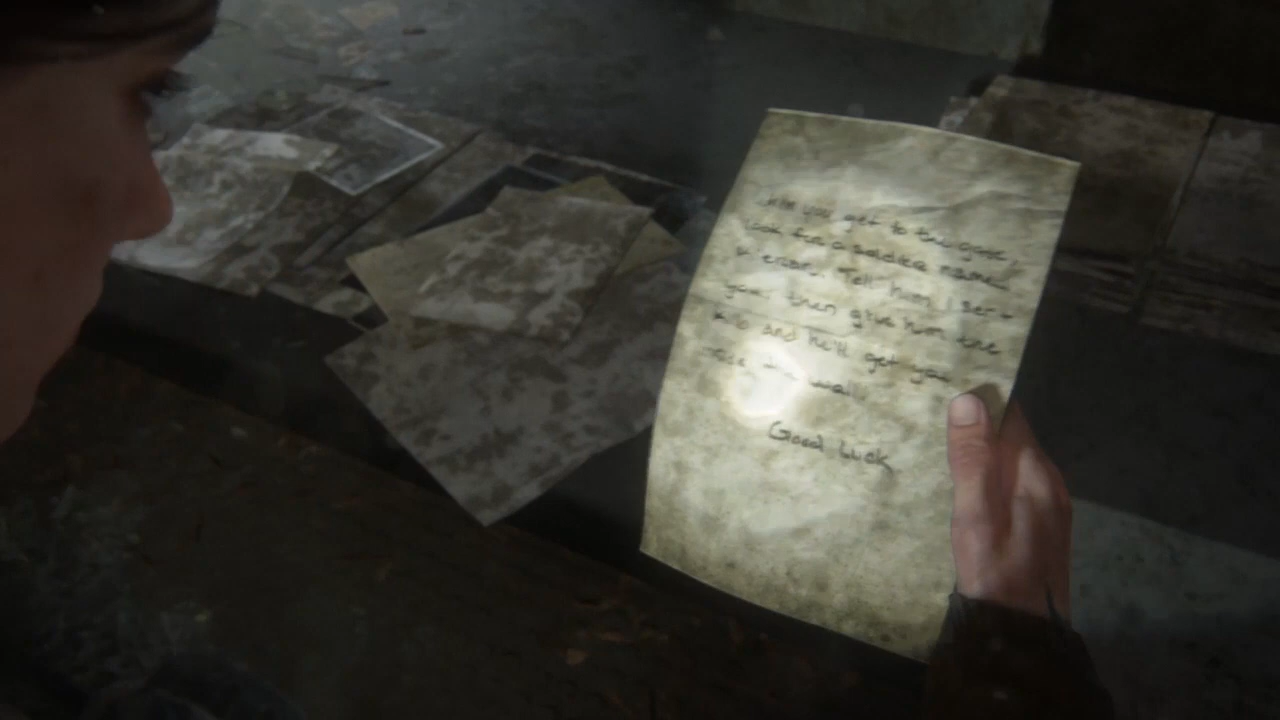 you get to the gate,
look for a soldier named
Tell him I sent
you, then give him the
and he'll get you
wall
Good Luck